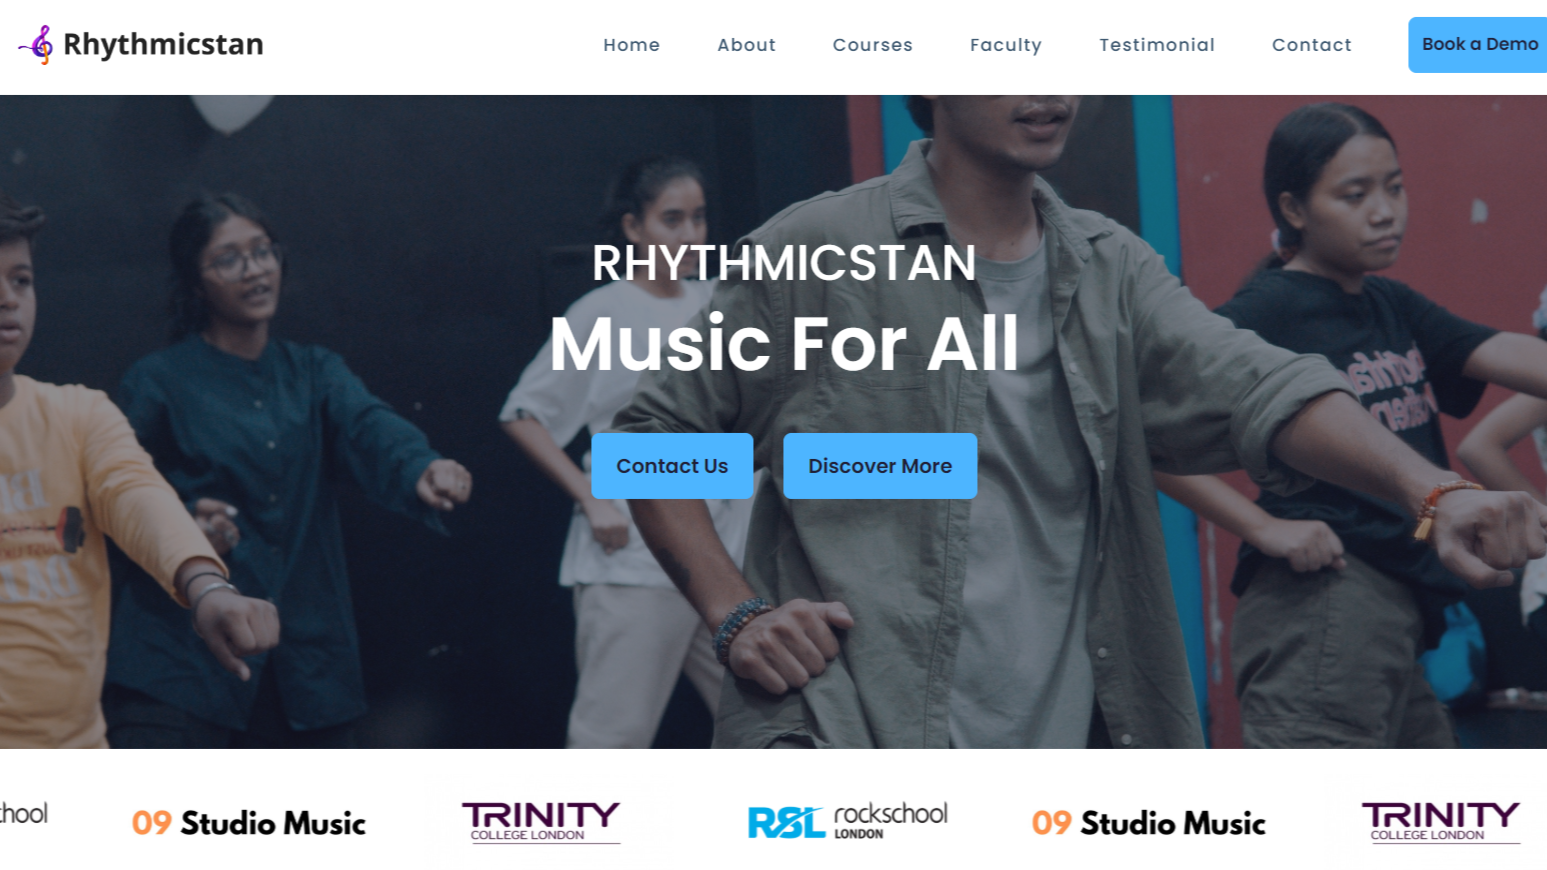 Rhythmicstan
Home About Courses Faculty Testimonial Contact Book a Demo
RHYTHMICSTAN
Music For All
Contact Us Discover More
09 Studio Music TRINITY COLLEGE LONDON RSL rockschool LONDON 09 Studio Music TRINITY COLLEGE LONDON